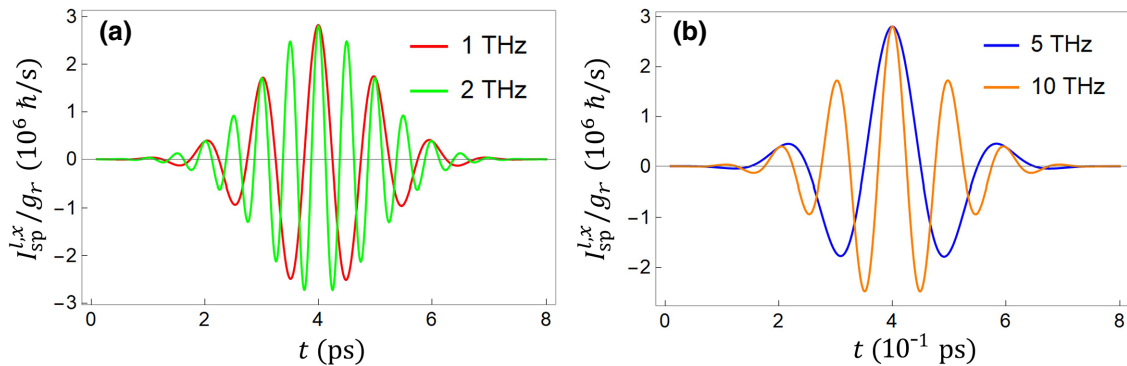 (a)
1 THz
2 THz
3
2
1
0
−1
−2
−3
0
2
4
6
8
t (ps)
I_sp^{l,x}/g_r (10^6 ℏ/s)
(b)
5 THz
10 THz
3
2
1
0
−1
−2
0
2
4
6
8
t (10^{-1} ps)
I_sp^{l,x}/g_r (10^6 ℏ/s)